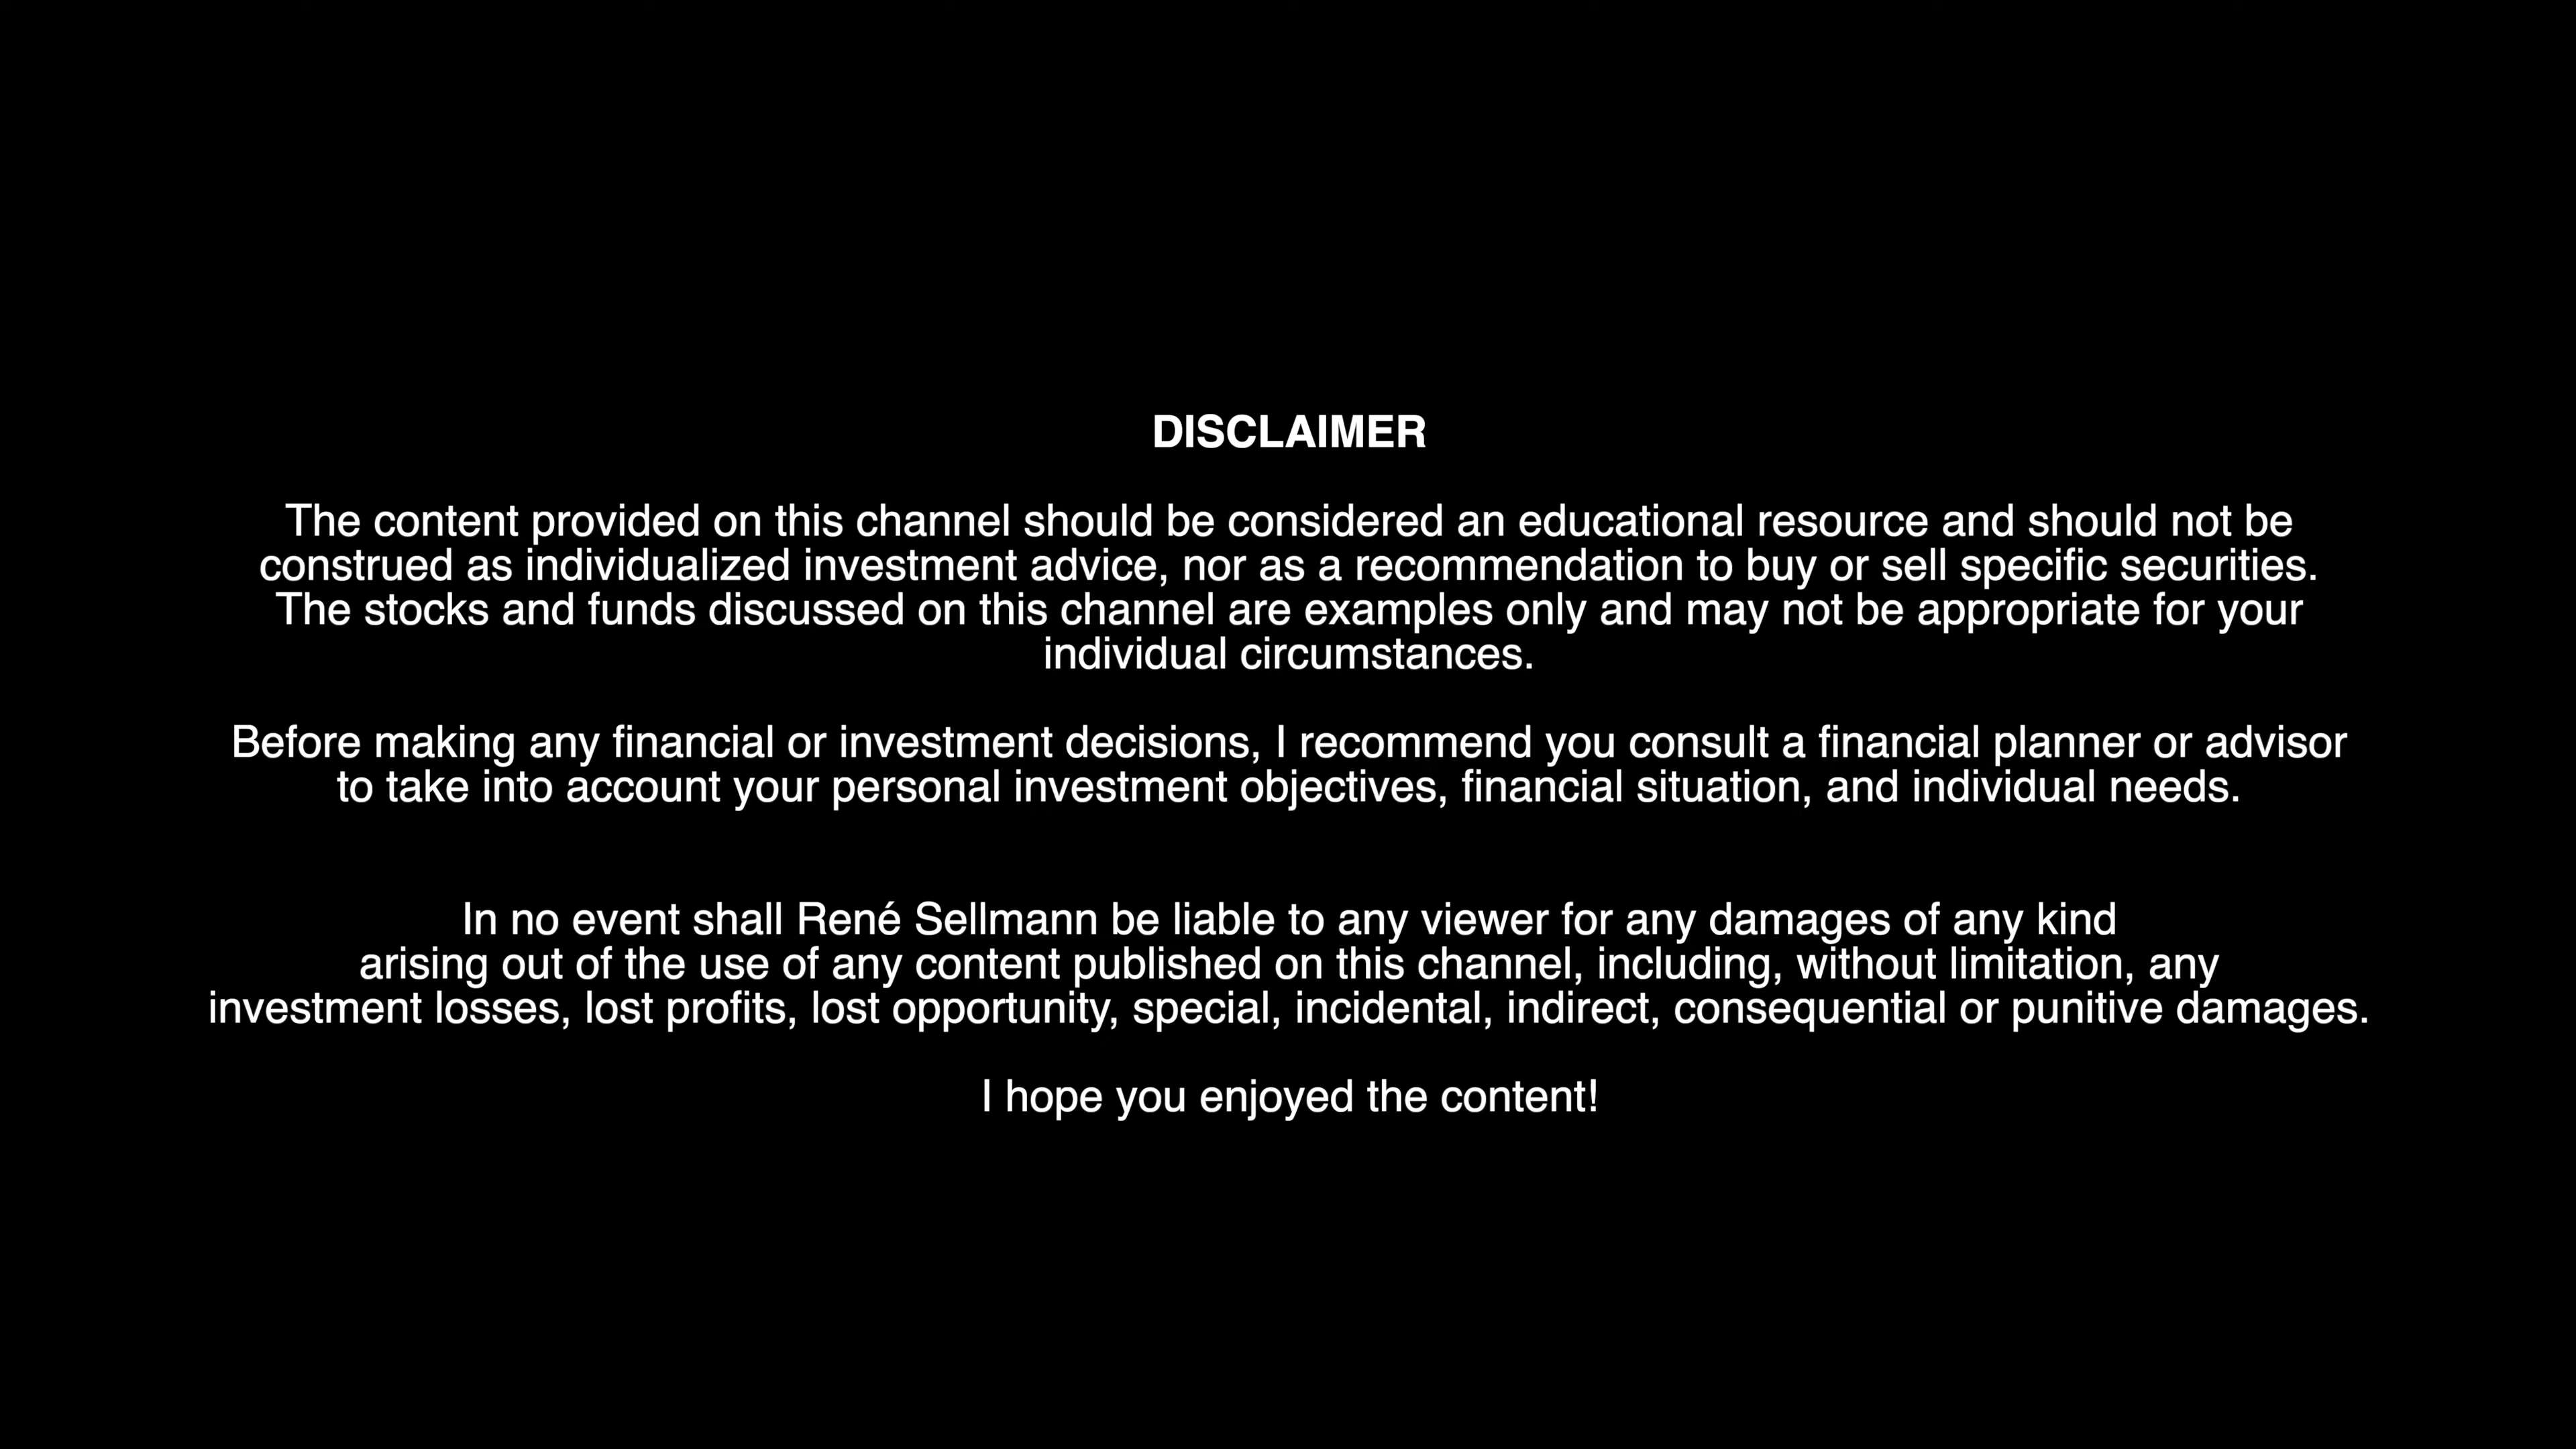 DISCLAIMER
The content provided on this channel should be considered an educational resource and should not be
construed as individualized investment advice, nor as a recommendation to buy or sell specific securities.
The stocks and funds discussed on this channel are examples only and may not be appropriate for your
individual circumstances.
Before making any financial or investment decisions, I recommend you consult a financial planner or advisor
to take into account your personal investment objectives, financial situation, and individual needs.
In no event shall René Sellmann be liable to any viewer for any damages of any kind
arising out of the use of any content published on this channel, including, without limitation, any
investment losses, lost profits, lost opportunity, special, incidental, indirect, consequential or punitive damages.
I hope you enjoyed the content!